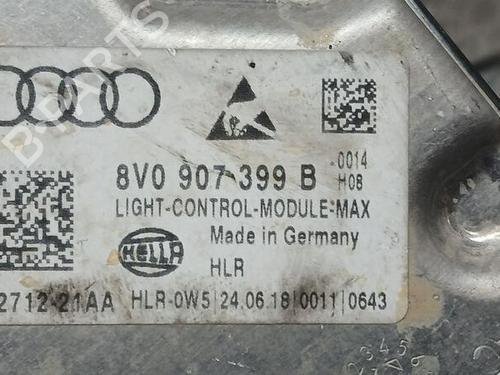 8V0 907 399 B
0014
H08
LIGHT-CONTROL-MODULE-MAX
Made in Germany
HELLA
HLR
2712-21AA
HLR-0W5|24.06.18|0011|0643
B PARTS